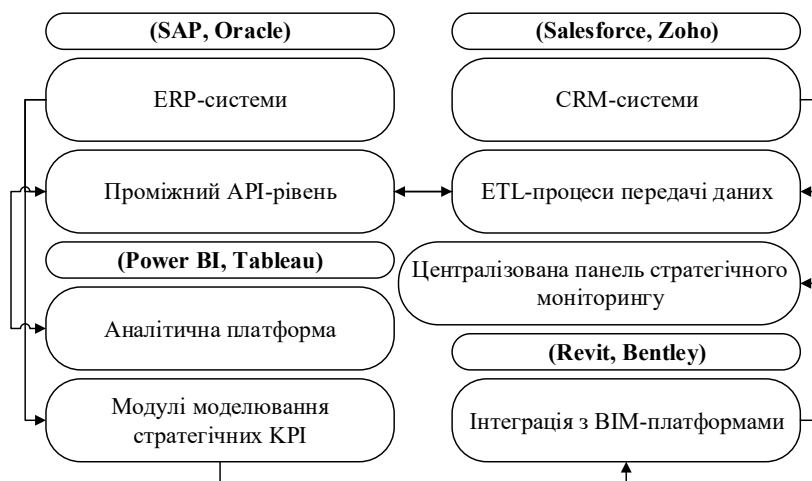 (SAP, Oracle)
ERP-системи
Проміжний API-рівень
(Power BI, Tableau)
Аналітична платформа
Модулі моделювання
стратегічних KPI
(Salesforce, Zoho)
CRM-системи
ETL-процеси передачі даних
Централізована панель стратегічного
моніторингу
(Revit, Bentley)
Інтеграція з BIM-платформами